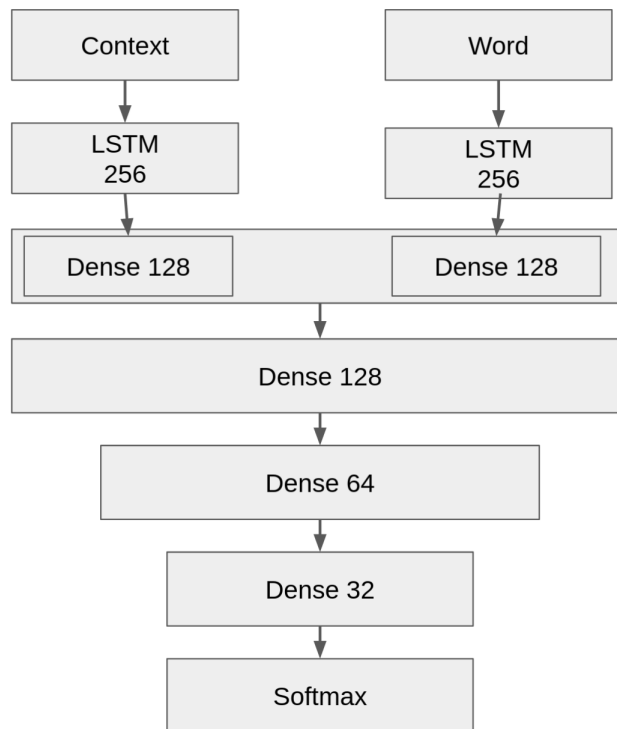 Context
Word
LSTM
256
LSTM
256
Dense 128
Dense 128
Dense 128
Dense 64
Dense 32
Softmax